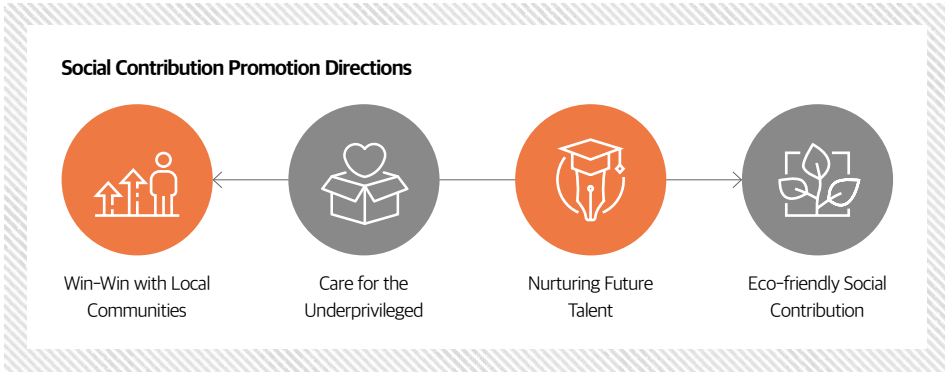 Social Contribution Promotion Directions
Win-Win with Local
Communities
Care for the
Underprivileged
Nurturing Future
Talent
Eco-friendly Social
Contribution